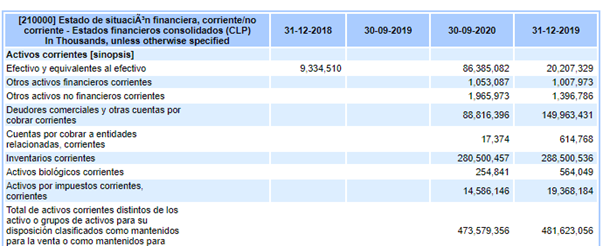 [210000] Estado de situaciÃ³n financiera, corriente/no
corriente - Estados financieros consolidados (CLP)
In Thousands, unless otherwise specified
31-12-2018 30-09-2019 30-09-2020 31-12-2019
Activos corrientes [sinopsis]
Efectivo y equivalentes al efectivo 9,334,510 86,385,082 20,207,329
Otros activos financieros corrientes 1,053,087 1,007,973
Otros activos no financieros corrientes 1,965,973 1,396,786
Deudores comerciales y otras cuentas por
cobrar corrientes 88,816,396 149,963,431
Cuentas por cobrar a entidades
relacionadas, corrientes 17,374 614,768
Inventarios corrientes 280,500,457 288,500,536
Activos biológicos corrientes 254,841 564,049
Activos por impuestos corrientes,
corrientes 14,586,146 19,368,184
Total de activos corrientes distintos de los
activo o grupos de activos para su
disposición clasificados como mantenidos
para la venta o como mantenidos para 473,579,356 481,623,056